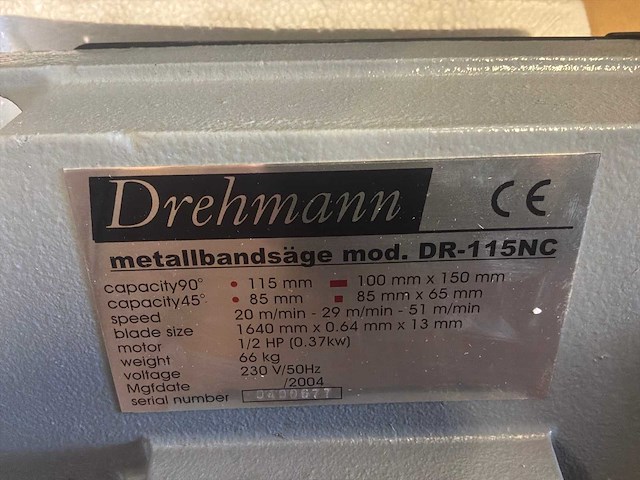 Drehmann CE
metallbandsäge mod. DR-115NC
capacity90° • 115 mm ▬ 100 mm x 150 mm
capacity45° • 85 mm ■ 85 mm x 65 mm
speed 20 m/min - 29 m/min - 51 m/min
blade size 1640 mm x 0.64 mm x 13 mm
motor 1/2 HP (0.37kw)
weight 66 kg
voltage 230 V/50Hz
Mgfdate /2004
serial number 0400677